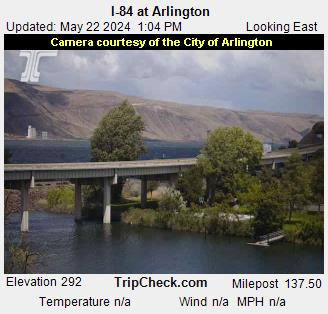 I-84 at Arlington
Updated: May 22 2024 1:04 PM Looking East
Camera courtesy of the City of Arlington
Elevation 292 TripCheck.com Milepost 137.50
Temperature n/a Wind n/a MPH n/a